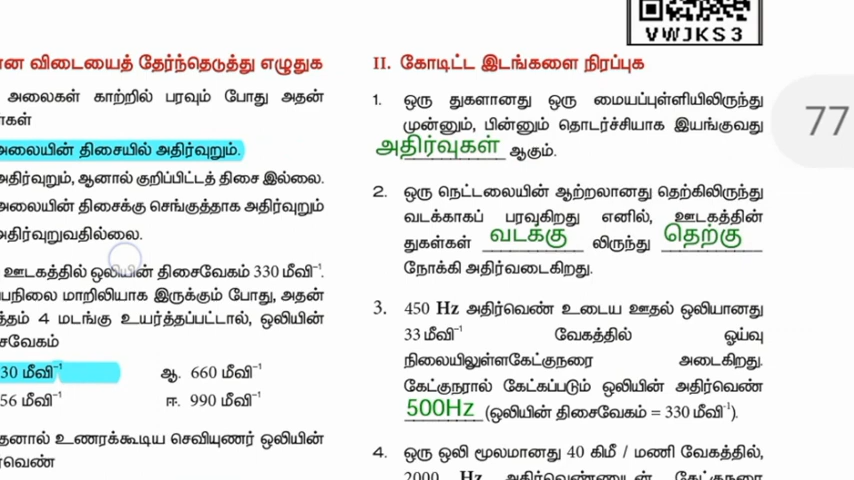 VWJKS3
ன விடையைத் தேர்ந்தெடுத்து எழுதுக
அலைகள் காற்றில் பரவும் போது அதன்
அலையின் திசையில் அதிர்வுறும்.
அதிர்வுறும், ஆனால் குறிப்பிட்டத் திசை இல்லை.
அலையின் திசைக்கு செங்குத்தாக அதிர்வுறும்
அதிர்வுறுவதில்லை.
ஊடகத்தில் ஒலியின் திசைவேகம் 330 மீவி⁻¹.
மாறிலியாக இருக்கும் போது, அதன்
4 மடங்கு உயர்த்தப்பட்டால், ஒலியின்
30 மீவி⁻¹ ஆ. 660 மீவி⁻¹
56 மீவி⁻¹ ஈ. 990 மீவி⁻¹
உணரக்கூடிய செவியுணர் ஒலியின்
II. கோடிட்ட இடங்களை நிரப்புக
1. ஒரு துகளானது ஒரு மையப்புள்ளியிலிருந்து
முன்னும், பின்னும் தொடர்ச்சியாக இயங்குவது
அதிர்வுகள் ஆகும்.
2. ஒரு நெட்டலையின் ஆற்றலானது தெற்கிலிருந்து
வடக்காகப் பரவுகிறது எனில், ஊடகத்தின்
துகள்கள் வடக்கு லிருந்து தெற்கு
நோக்கி அதிர்வடைகிறது.
3. 450 Hz அதிர்வெண் உடைய ஊதல் ஒலியானது
33 மீவி⁻¹ வேகத்தில் ஓய்வு
நிலையிலுள்ளகேட்குநரை அடைகிறது.
கேட்குநரால் கேட்கப்படும் ஒலியின் அதிர்வெண்
500Hz (ஒலியின் திசைவேகம் = 330 மீவி⁻¹).
4. ஒரு ஒலி மூலமானது 40 கிமீ / மணி வேகத்தில்,
2000 Hz அதிர்வெண்ணுடன் கேட்குநரை
77